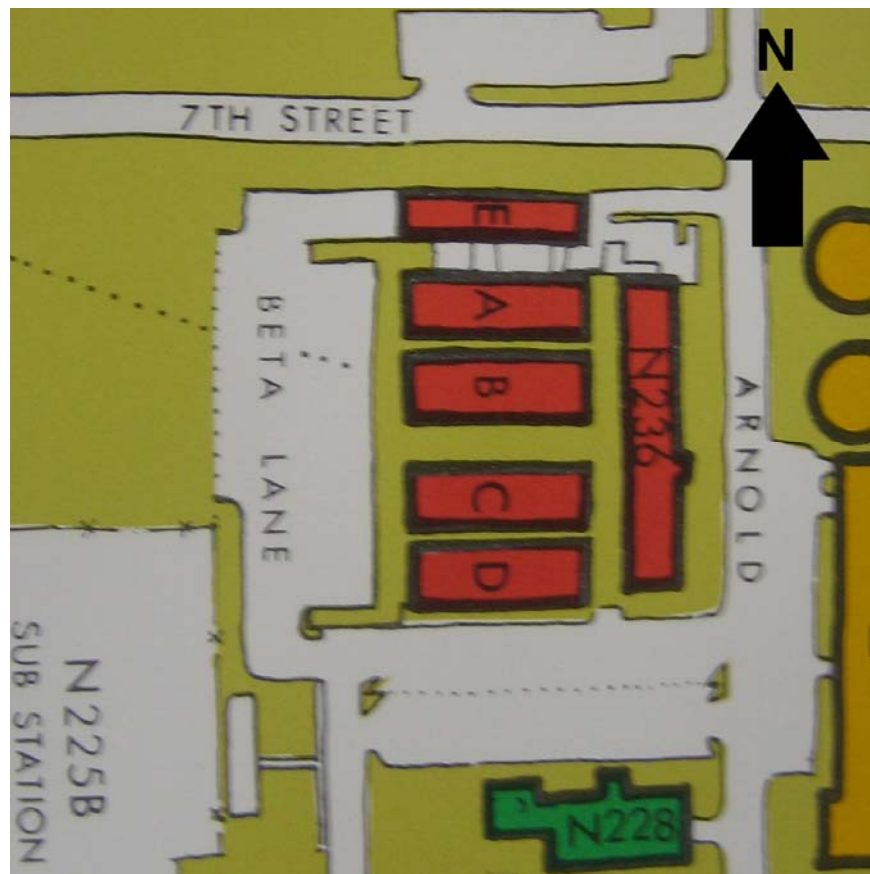 N
7TH STREET
E
A
B
C
D
N236
BETA LANE
ARNOLD
N225B
SUB STATION
N228